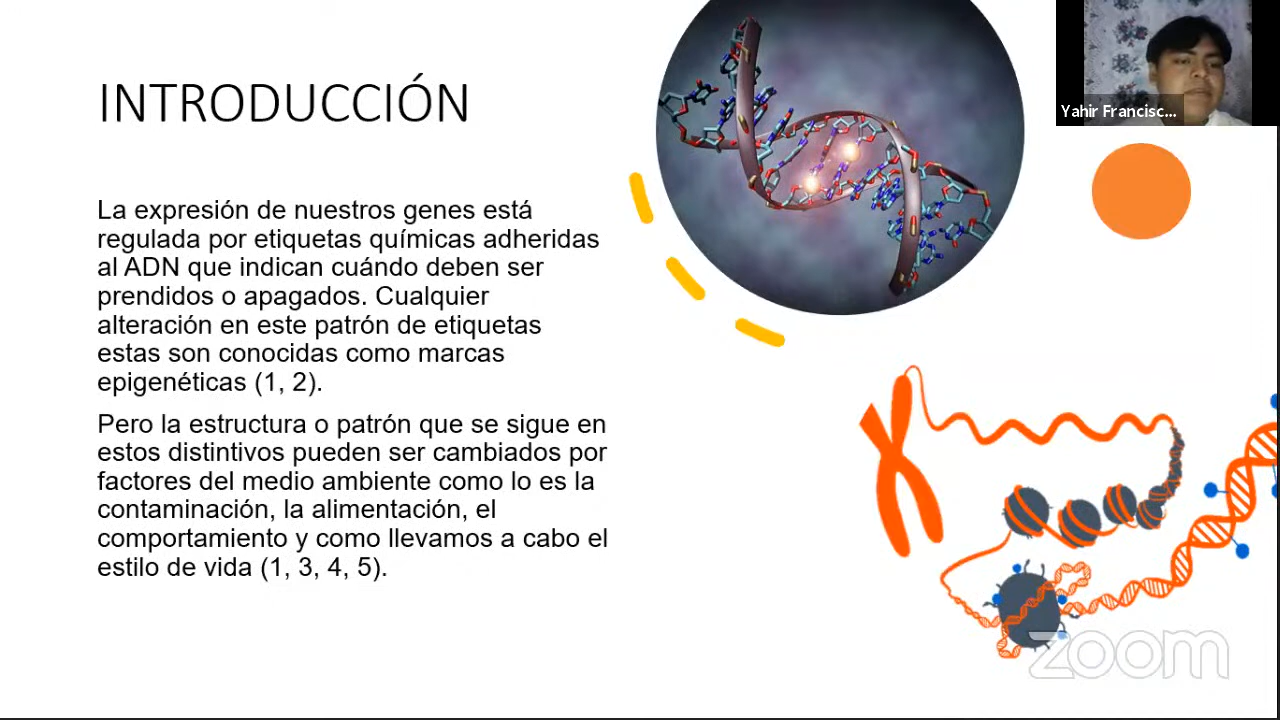 INTRODUCCIÓN
La expresión de nuestros genes está
regulada por etiquetas químicas adheridas
al ADN que indican cuándo deben ser
prendidos o apagados. Cualquier
alteración en este patrón de etiquetas
estas son conocidas como marcas
epigenéticas (1, 2).
Pero la estructura o patrón que se sigue en
estos distintivos pueden ser cambiados por
factores del medio ambiente como lo es la
contaminación, la alimentación, el
comportamiento y como llevamos a cabo el
estilo de vida (1, 3, 4, 5).
Yahir Francisc...
zoom